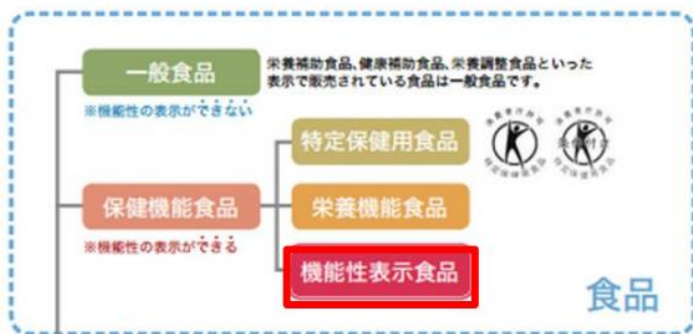 一般食品
栄養補助食品、健康補助食品、栄養調整食品といった
表示で販売されている食品は一般食品です。
※機能性の表示ができない
特定保健用食品
保健機能食品
栄養機能食品
※機能性の表示ができる
機能性表示食品
食品